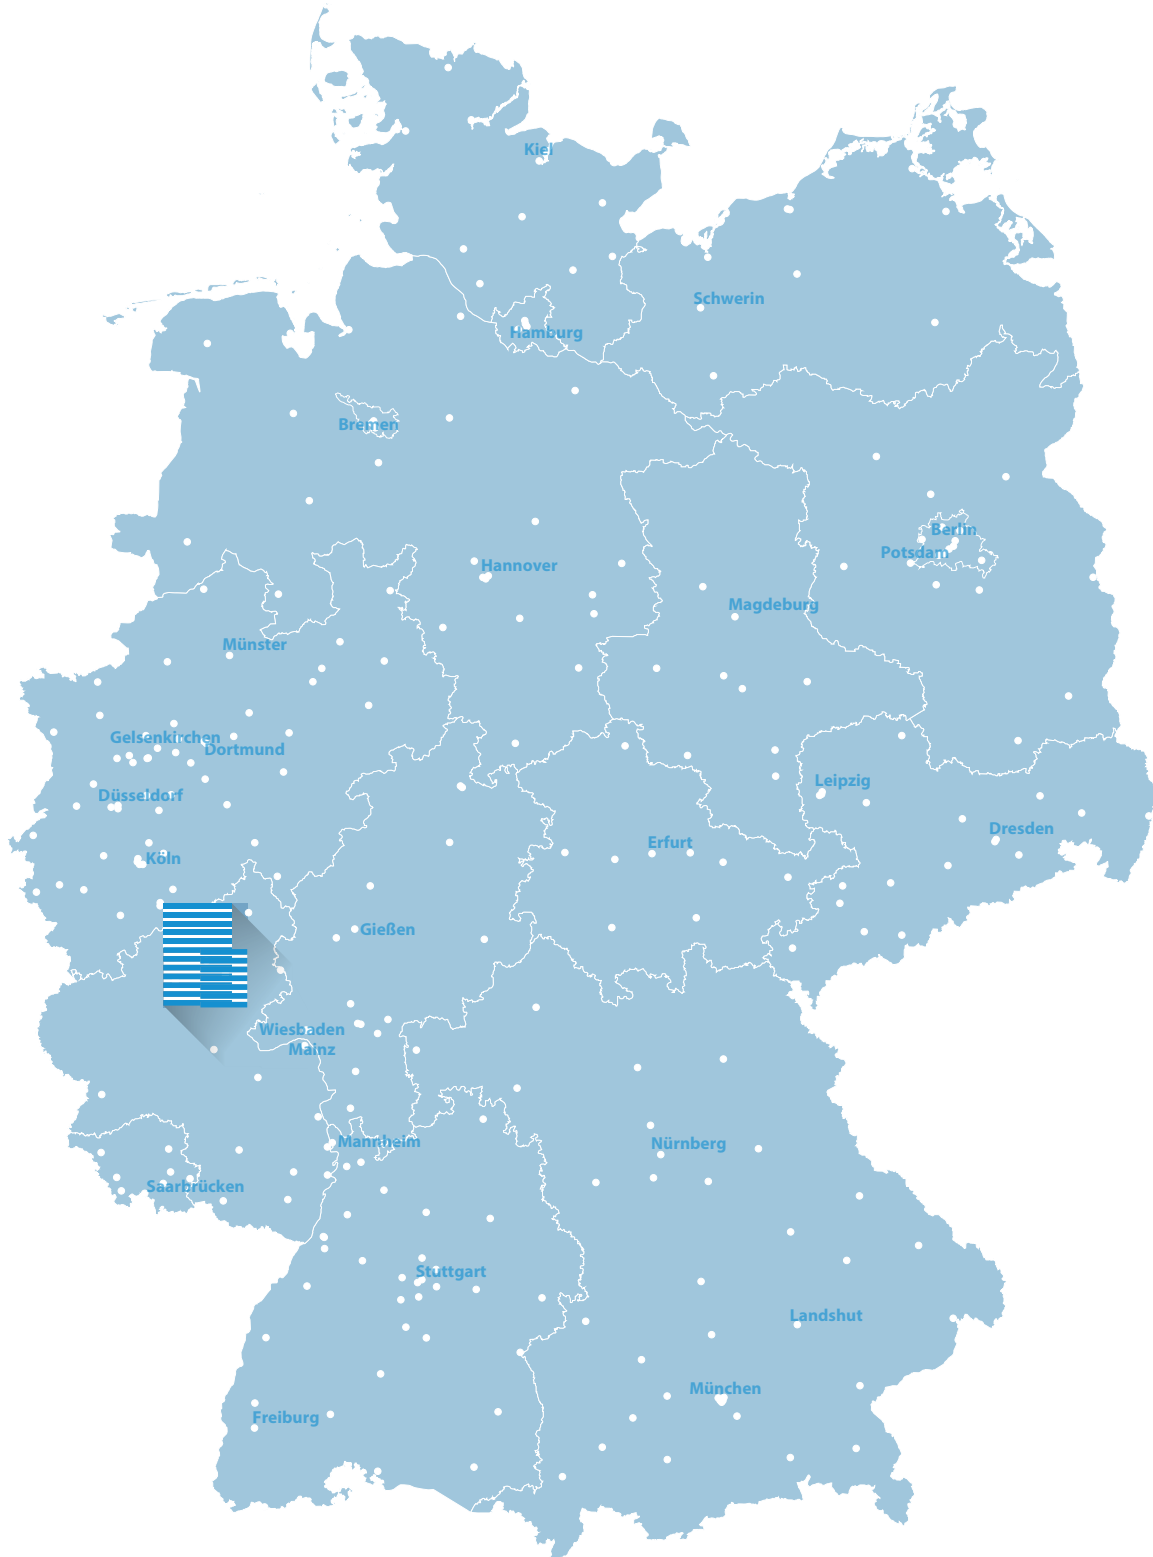 Kiel
Schwerin
Hamburg
Bremen
Berlin
Potsdam
Hannover
Magdeburg
Münster
Gelsenkirchen
Dortmund
Leipzig
Düsseldorf
Dresden
Erfurt
Köln
Gießen
Wiesbaden
Mainz
Mannheim
Nürnberg
Saarbrücken
Stuttgart
Landshut
München
Freiburg